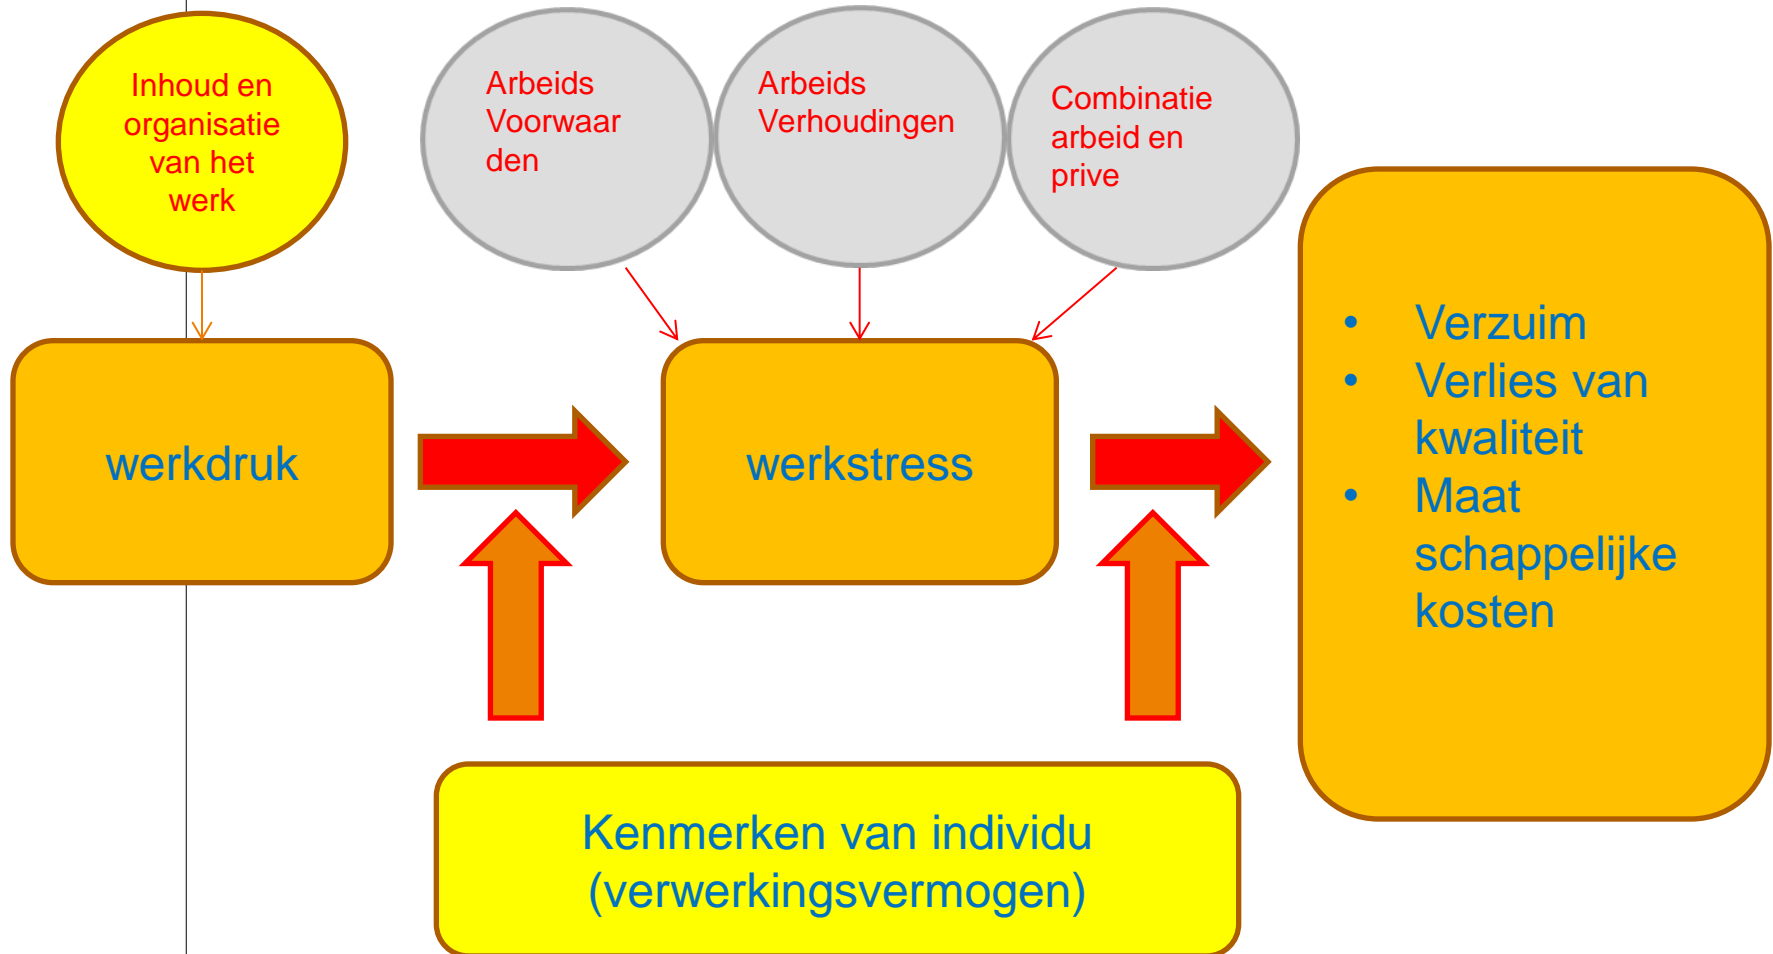 Inhoud en
organisatie
van het
werk
Arbeids
Voorwaar
den
Arbeids
Verhoudingen
Combinatie
arbeid en
prive
werkdruk
werkstress
• Verzuim
• Verlies van
kwaliteit
• Maat
schappelijke
kosten
Kenmerken van individu
(verwerkingsvermogen)